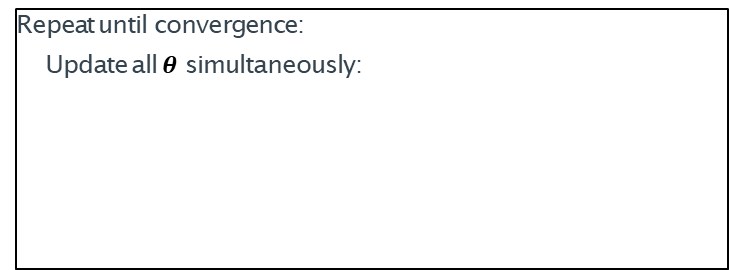 Repeat until convergence:
Update all θ simultaneously: